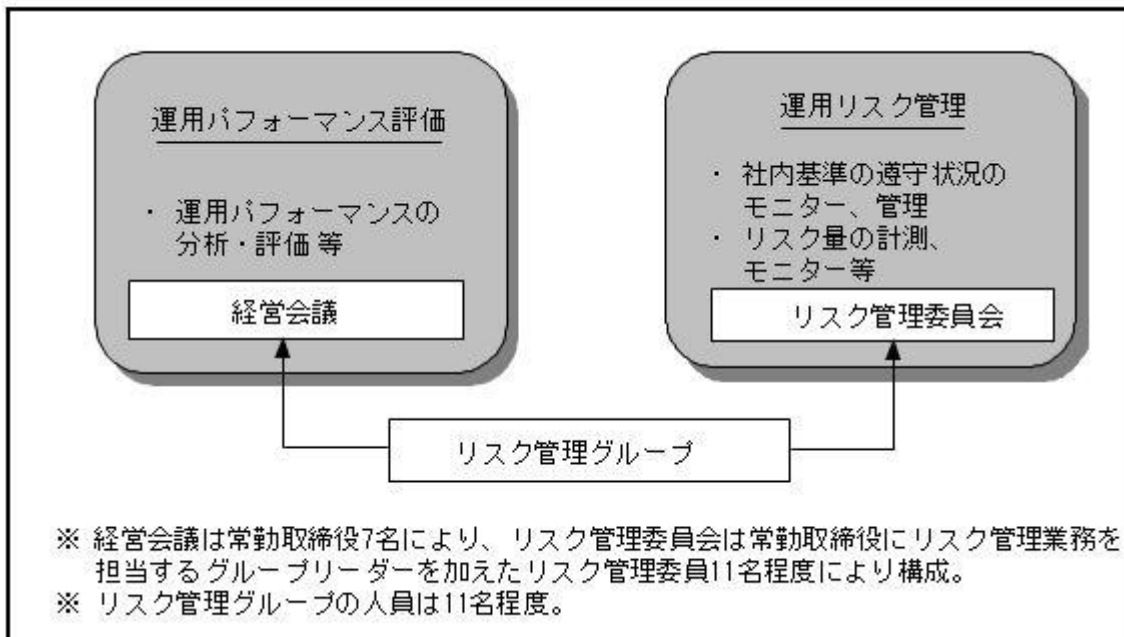 運用パフォーマンス評価
・ 運用パフォーマンスの
分析・評価 等
経営会議
運用リスク管理
・ 社内基準の遵守状況の
モニター、管理
・ リスク量の計測、
モニター等
リスク管理委員会
リスク管理グループ
※ 経営会議は常勤取締役7名により、リスク管理委員会は常勤取締役にリスク管理業務を
担当するグループリーダーを加えたリスク管理委員11名程度により構成。
※ リスク管理グループの人員は11名程度。